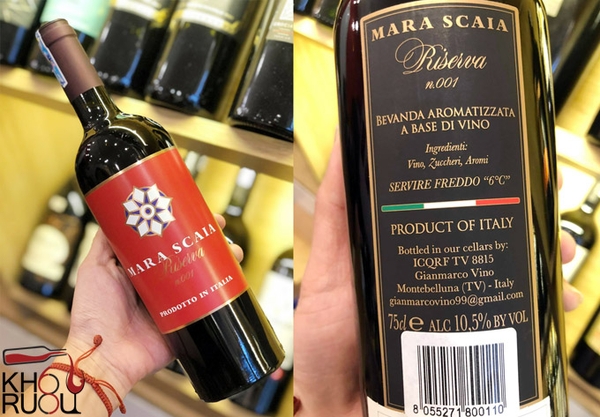 MARA SCAIA
Riserva
n.001
PRODOTTO IN ITALIA
KHO
RUOU
MARA SCAIA
Riserva
n.001
BEVANDA AROMATIZZATA
A BASE DI VINO
Ingredienti:
Vino, Zuccheri, Aromi
SERVIRE FREDDO “6°C”
PRODUCT OF ITALY
Bottled in our cellars by:
ICQRF TV 8815
Gianmarco Vino
Montebelluna (TV) - Italy
gianmarcovino99@gmail.com
75cl e ALC 10,5% BY VOL
8 055271 800110